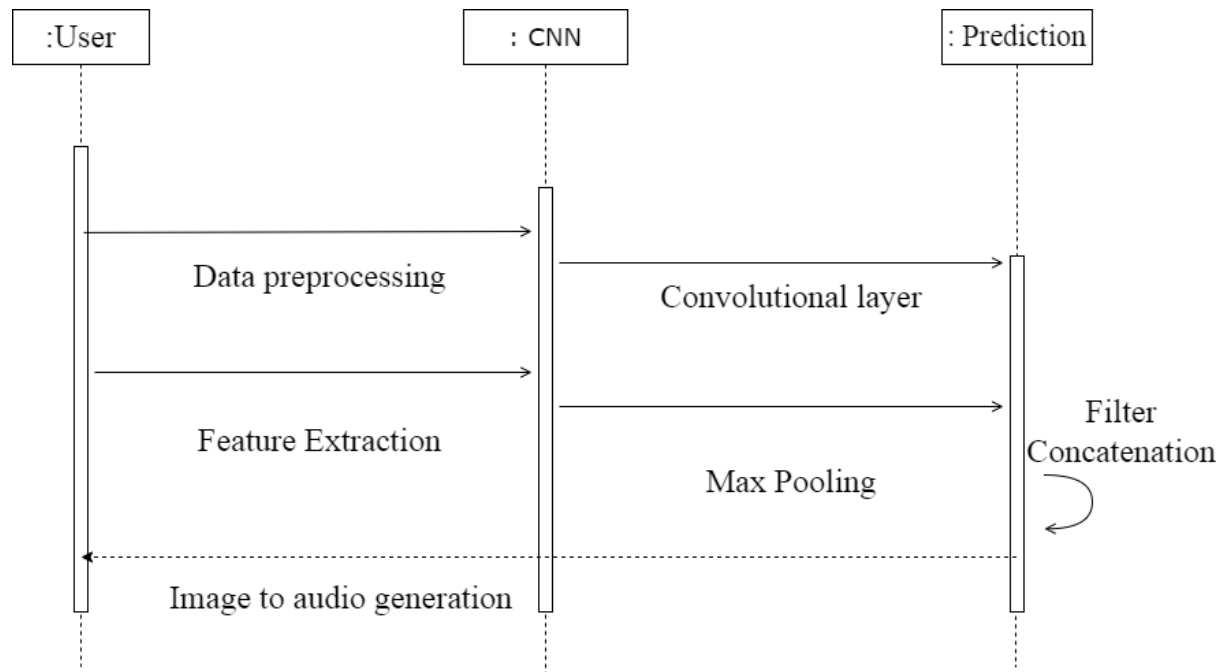 :User
: CNN
: Prediction
Data preprocessing
Convolutional layer
Feature Extraction
Filter
Concatenation
Max Pooling
Image to audio generation